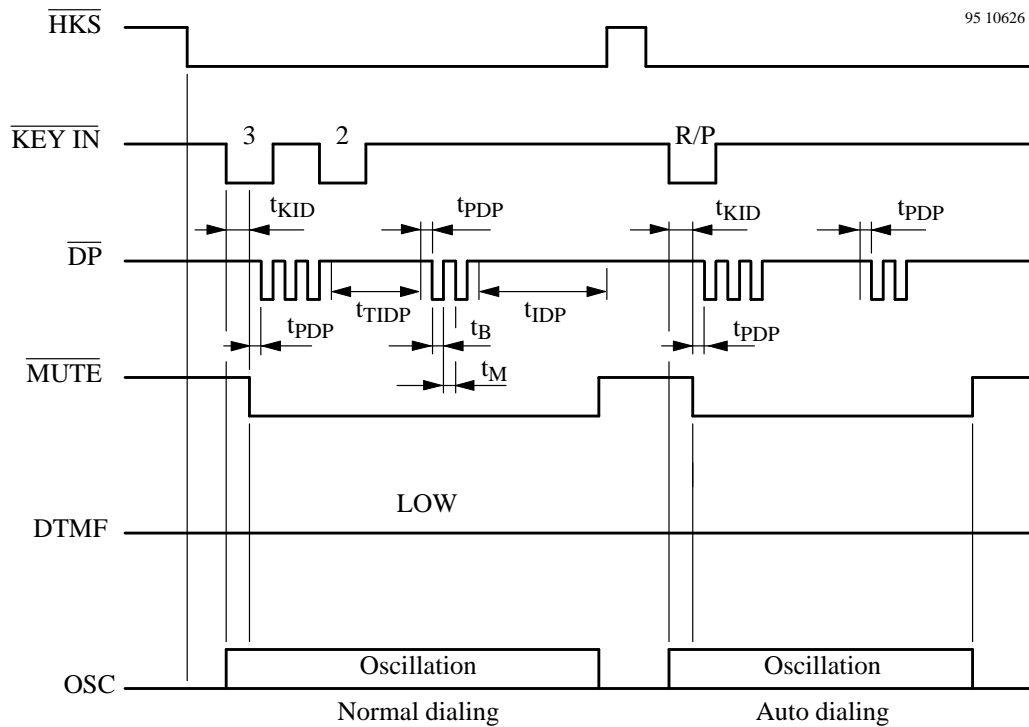 HKS
95 10626
KEY IN
3
2
R/P
tKID
tPDP
tKID
tPDP
DP
tTIDP
tIDP
tPDP
tB
tPDP
MUTE
tM
LOW
DTMF
Oscillation
Oscillation
OSC
Normal dialing
Auto dialing